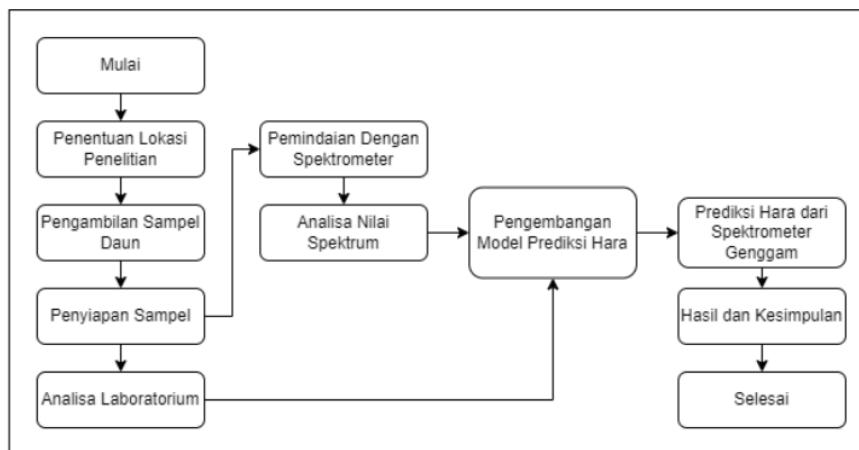 Mulai
Penentuan Lokasi
Penelitian
Pengambilan Sampel
Daun
Penyiapan Sampel
Analisa Laboratorium
Pemindaian Dengan
Spektrometer
Analisa Nilai
Spektrum
Pengembangan
Model Prediksi Hara
Prediksi Hara dari
Spektrometer
Genggam
Hasil dan Kesimpulan
Selesai